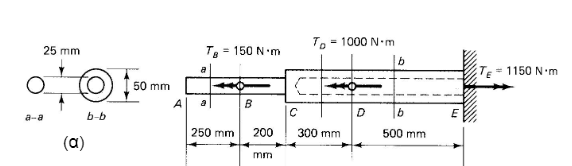 25 mm
50 mm
a–a
b–b
(α)
T_B = 150 N·m
T_D = 1000 N·m
T_E = 1150 N·m
a
b
A
a
B
C
D
b
E
250 mm
200
mm
300 mm
500 mm